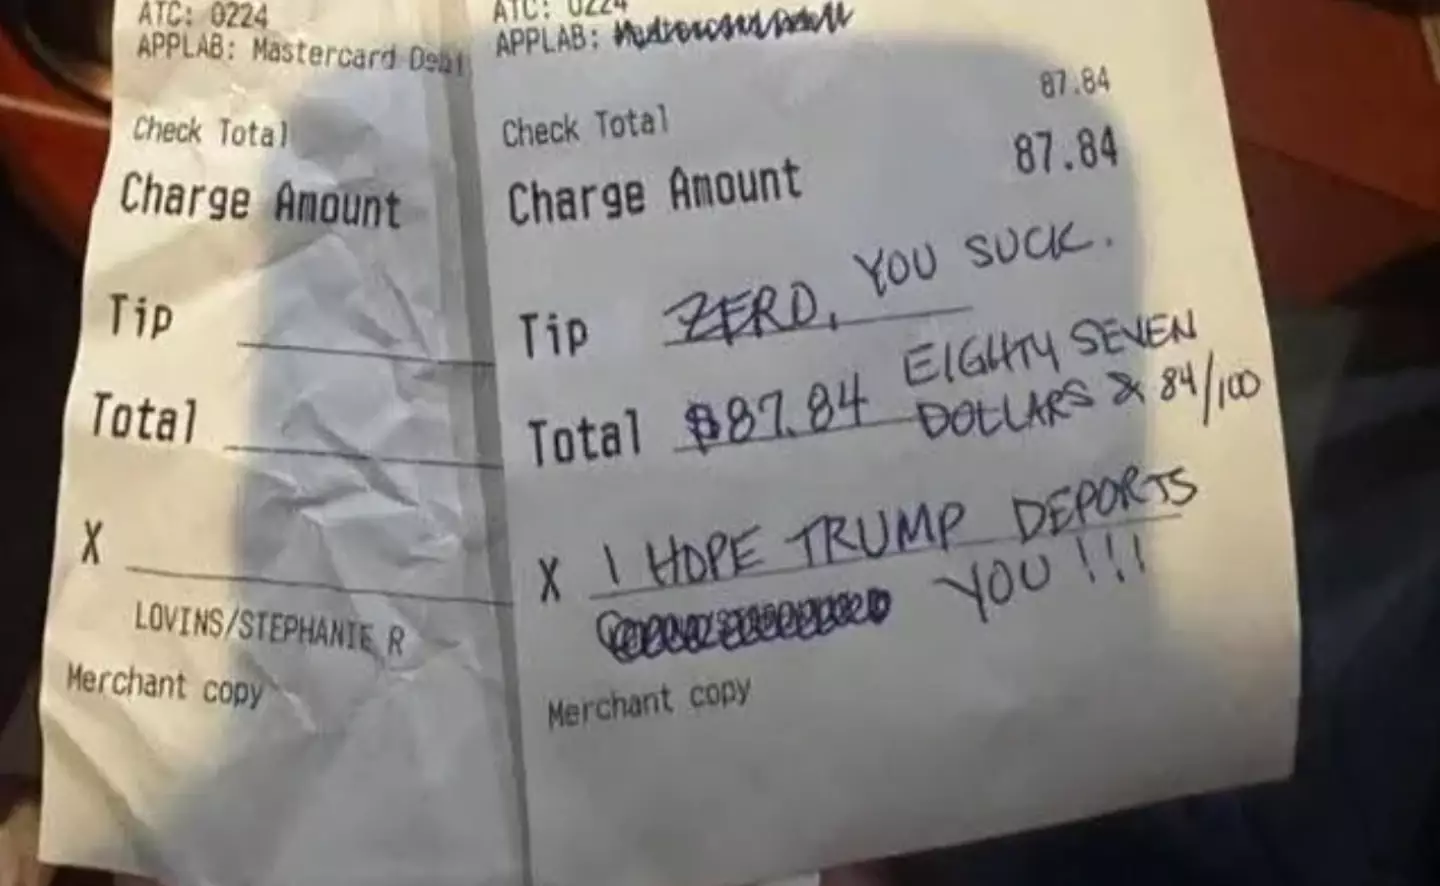 ATC: 0224
APPLAB: Mastercard Debi
Check Total
Charge Amount
Tip
Total
X
LOVINS/STEPHANIE R
Merchant copy
ATC: 0224
APPLAB:
Check Total 87.84
Charge Amount 87.84
Tip ZERO, YOU SUCK.
Total $87.84 EIGHTY SEVEN
DOLLARS & 84/100
X I HOPE TRUMP DEPORTS
YOU!!!
Merchant copy